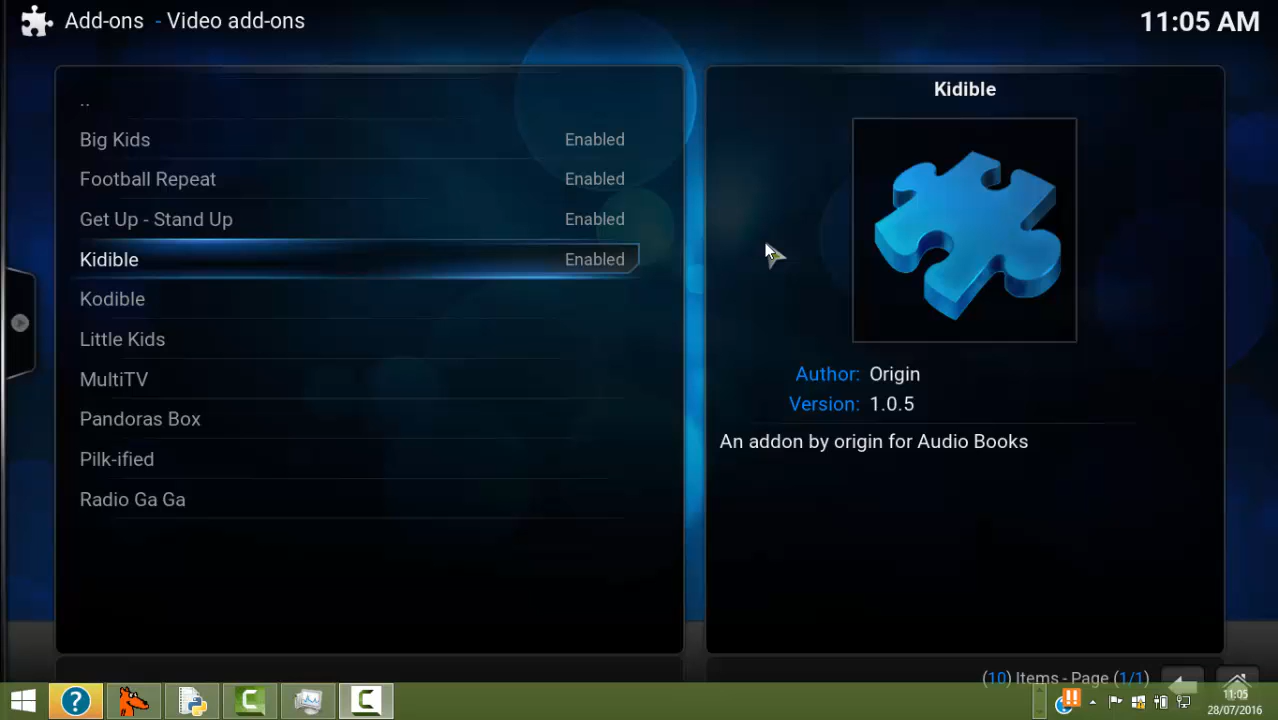 Add-ons - Video add-ons
11:05 AM
..
Big Kids Enabled
Football Repeat Enabled
Get Up - Stand Up Enabled
Kidible Enabled
Kodible
Little Kids
MultiTV
Pandoras Box
Pilk-ified
Radio Ga Ga
Kidible
Author: Origin
Version: 1.0.5
An addon by origin for Audio Books
(10) Items - Page (1/1)
11:05
28/07/2016